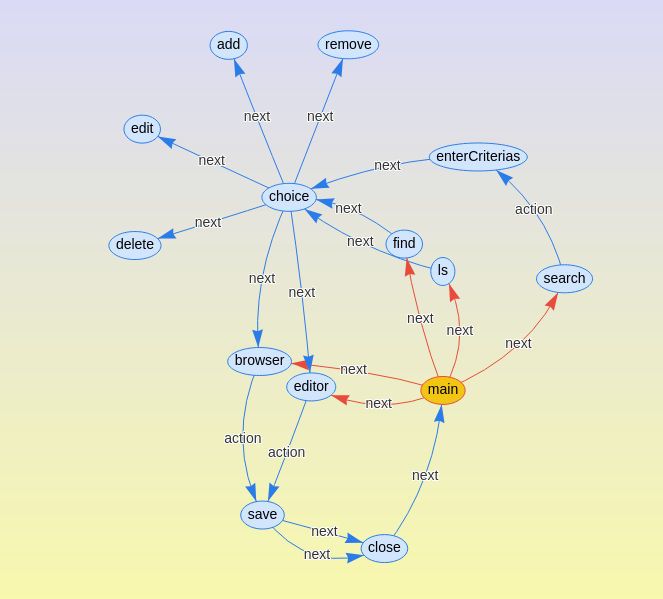 add
remove
next
next
edit
enterCriterias
next
next
choice
action
next
next
delete
next
find
ls
search
next
next
next
next
next
browser
next
editor
main
next
action
action
next
save
next
close
next